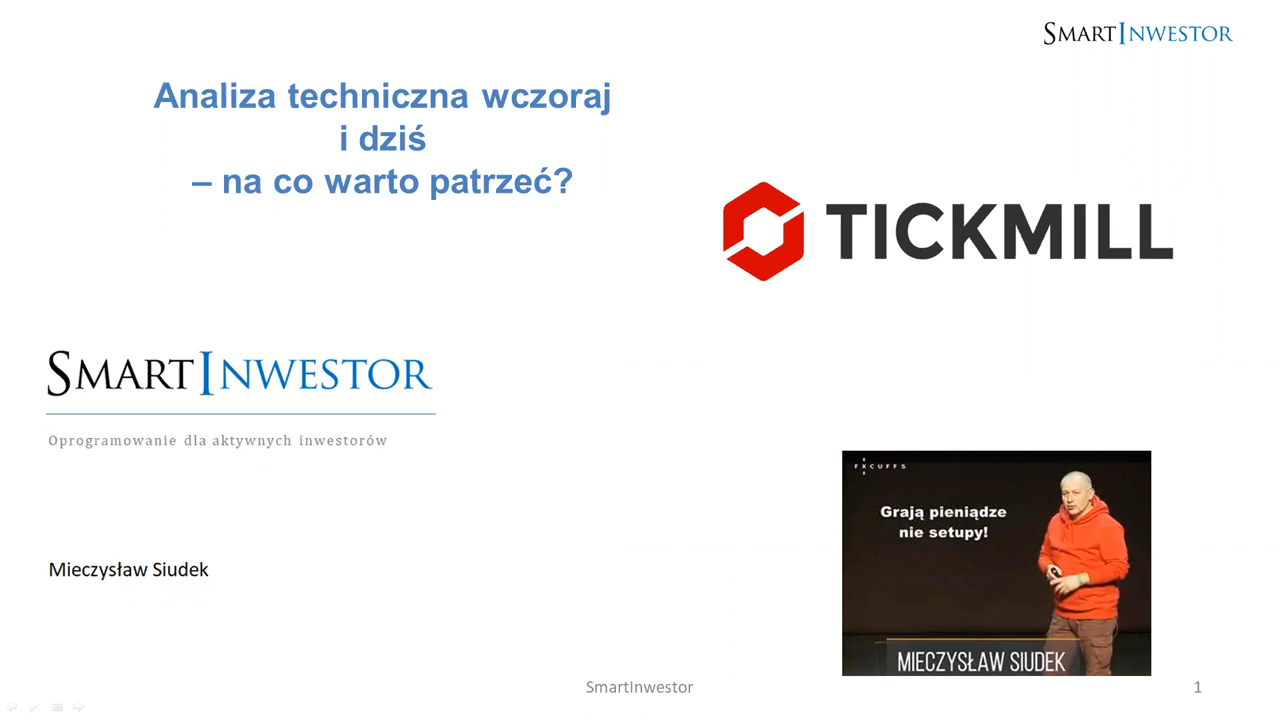 SMARTINWESTOR
Analiza techniczna wczoraj
i dziś
– na co warto patrzeć?
TICKMILL
SMARTINWESTOR
Oprogramowanie dla aktywnych inwestorów
Mieczysław Siudek
FXCUFFS
Grają pieniądze
nie setupy!
MIECZYSŁAW SIUDEK
SmartInwestor
1